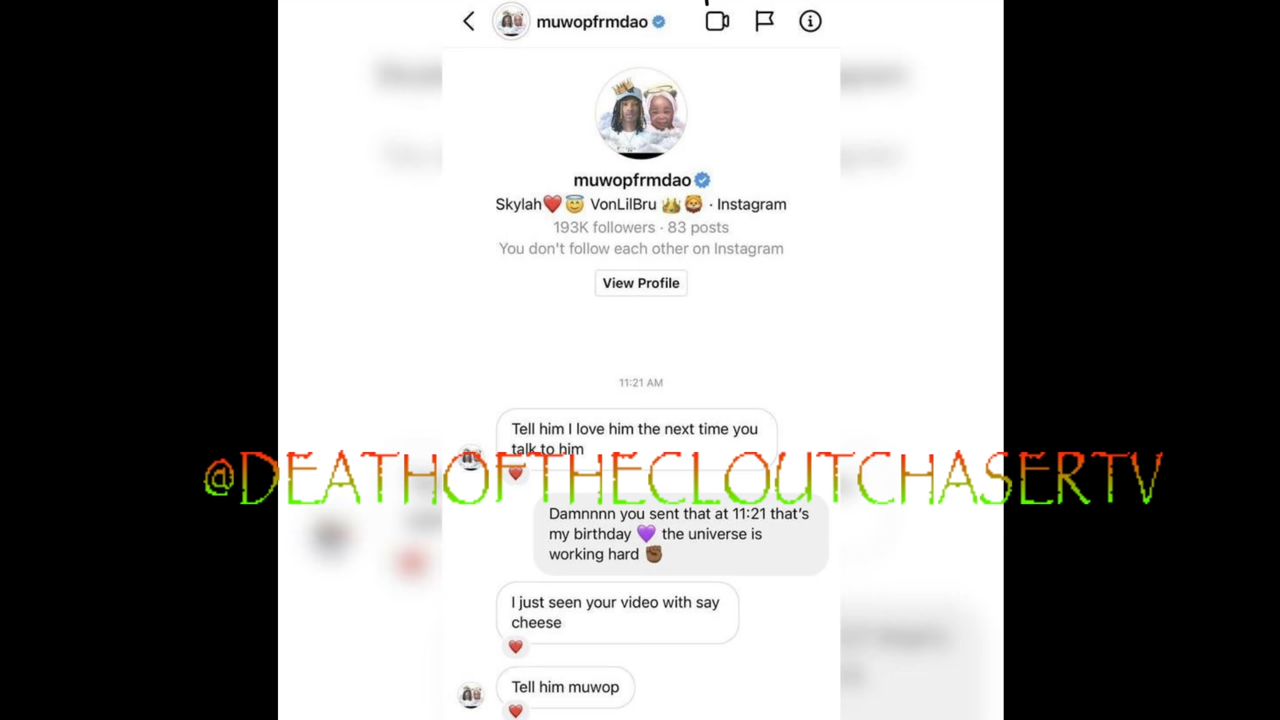 muwopfrmdao
muwopfrmdao
Skylah❤️😇 VonLilBru 👑🦁 · Instagram
193K followers · 83 posts
You don't follow each other on Instagram
View Profile
11:21 AM
Tell him I love him the next time you
talk to him
@DEATHOFTHECLOUTCHASERTV
Damnnnn you sent that at 11:21 that's
my birthday 💜 the universe is
working hard ✊🏾
I just seen your video with say
cheese
Tell him muwop